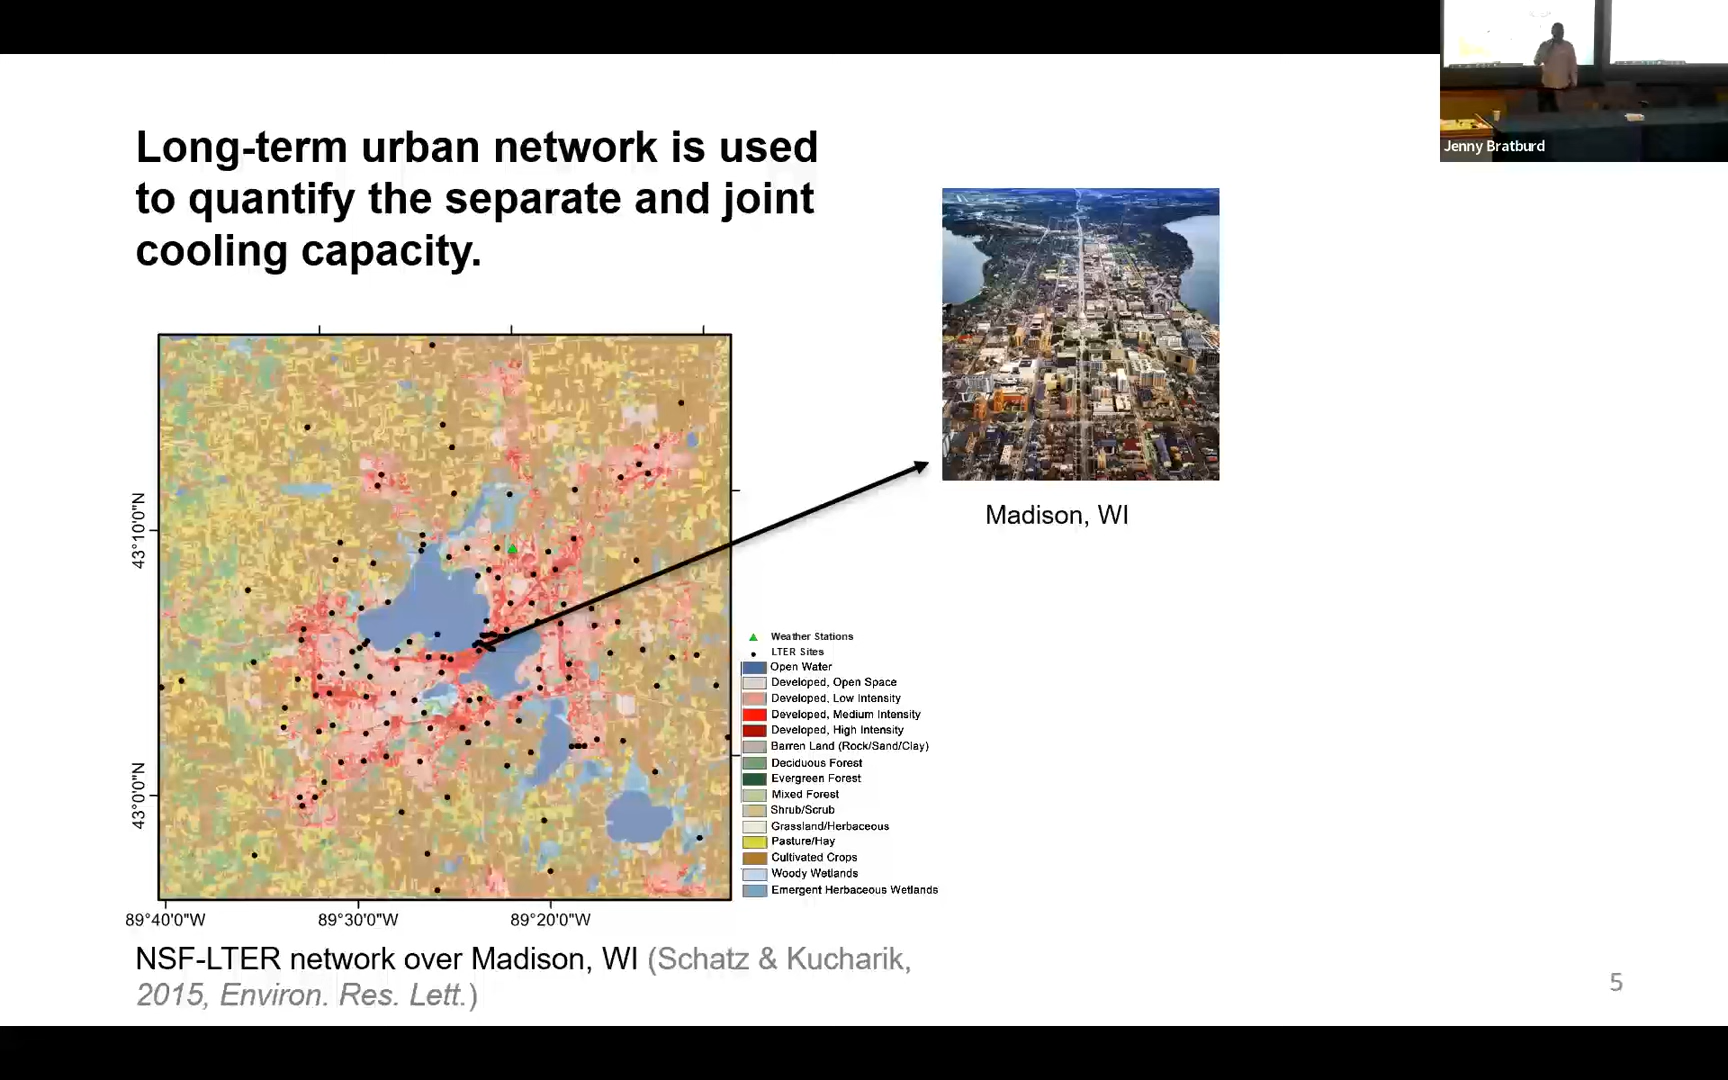 Jenny Bratburd
Long-term urban network is used
to quantify the separate and joint
cooling capacity.
Madison, WI
43°10'0"N
43°0'0"N
89°40'0"W
89°30'0"W
89°20'0"W
Weather Stations
LTER Sites
Open Water
Developed, Open Space
Developed, Low Intensity
Developed, Medium Intensity
Developed, High Intensity
Barren Land (Rock/Sand/Clay)
Deciduous Forest
Evergreen Forest
Mixed Forest
Shrub/Scrub
Grassland/Herbaceous
Pasture/Hay
Cultivated Crops
Woody Wetlands
Emergent Herbaceous Wetlands
NSF-LTER network over Madison, WI (Schatz & Kucharik,
2015, Environ. Res. Lett.)
5